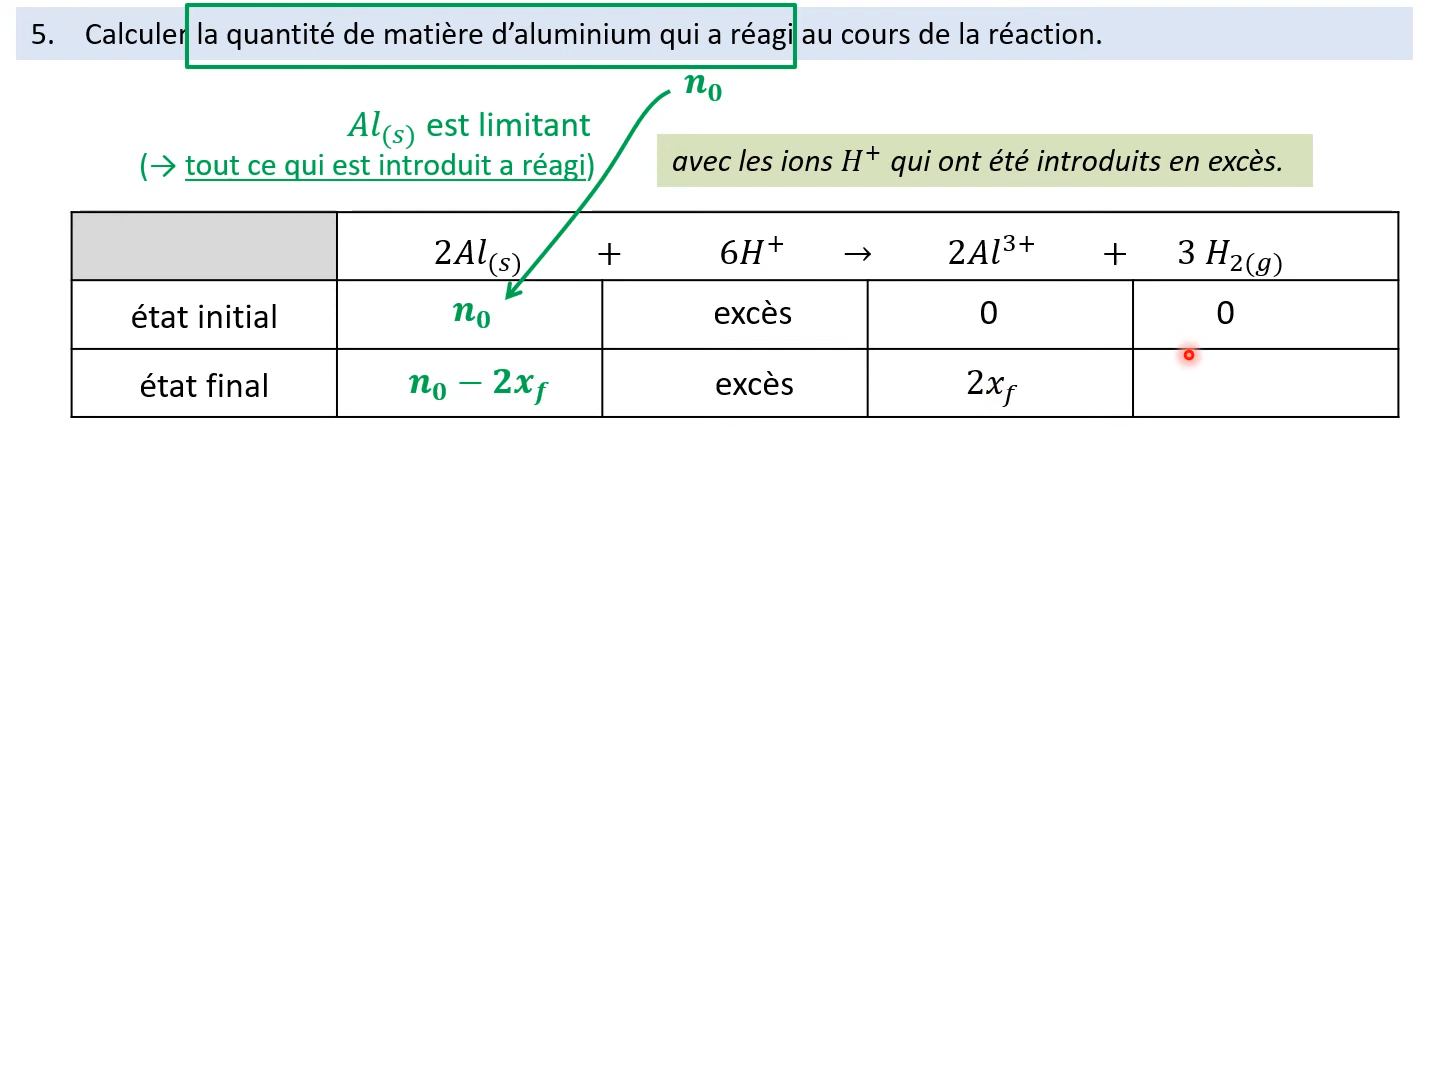 5. Calculer la quantité de matière d'aluminium qui a réagi au cours de la réaction.
n₀
Al₍ₛ₎ est limitant
(→ tout ce qui est introduit a réagi)
avec les ions H⁺ qui ont été introduits en excès.
2Al₍ₛ₎ + 6H⁺ → 2Al³⁺ + 3 H₂(g)
état initial n₀ excès 0 0
état final n₀ − 2x_f excès 2x_f